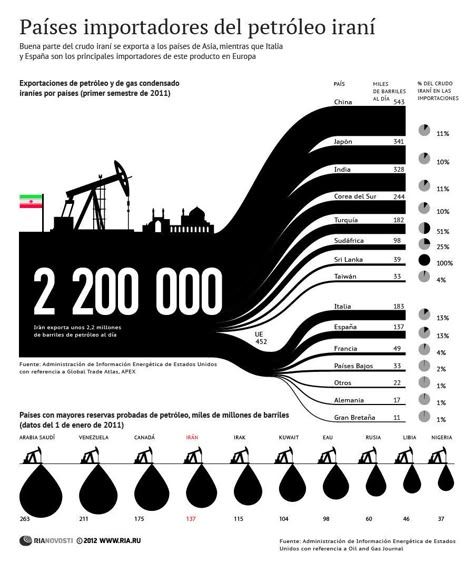 Países importadores del petróleo iraní
Buena parte del crudo iraní se exporta a los países de Asia, mientras que Italia
y España son los principales importadores de este producto en Europa
Exportaciones de petróleo y de gas condensado
iraníes por países (primer semestre de 2011)
PAÍS
MILES
DE BARRILES
AL DÍA
% DEL CRUDO
IRANÍ EN LAS
IMPORTACIONES
China 543 11%
Japón 341 10%
India 328 11%
Corea del Sur 244 10%
Turquía 182 51%
Sudáfrica 98 25%
Sri Lanka 39 100%
Taiwán 33 4%
2 200 000
Irán exporta unos 2,2 millones
de barriles de petróleo al día
UE
452
Italia 183 13%
España 137 13%
Francia 49 4%
Países Bajos 33 2%
Otros 22 1%
Alemania 17 1%
Gran Bretaña 11 1%
Fuente: Administración de Información Energética de Estados Unidos
con referencia a Global Trade Atlas, APEX
Países con mayores reservas probadas de petróleo, miles de millones de barriles
(datos del 1 de enero de 2011)
ARABIA SAUDÍ VENEZUELA CANADÁ IRÁN IRAK KUWAIT EAU RUSIA LIBIA NIGERIA
263 211 175 137 115 104 98 60 46 37
RIANOVOSTI © 2012 WWW.RIA.RU
Fuente: Administración de Información Energética de Estados Unidos
con referencia a Oil and Gas Journal